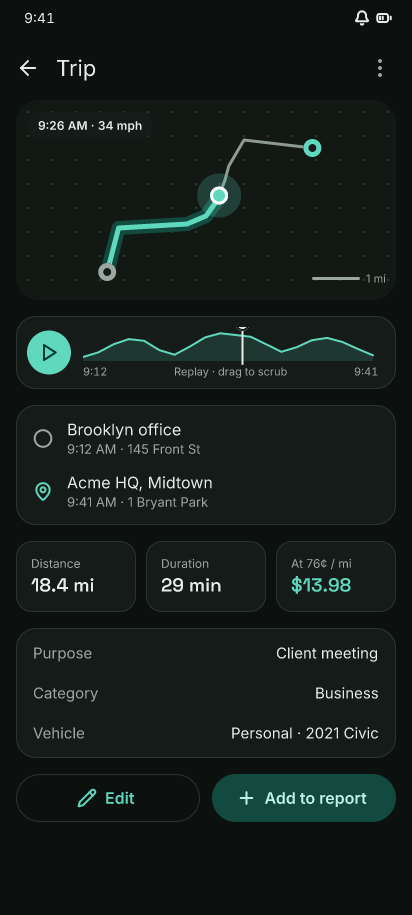 9:41
Trip
9:26 AM · 34 mph
1 mi
9:12
Replay · drag to scrub
9:41
Brooklyn office
9:12 AM · 145 Front St
Acme HQ, Midtown
9:41 AM · 1 Bryant Park
Distance
18.4 mi
Duration
29 min
At 76¢ / mi
$13.98
Purpose
Client meeting
Category
Business
Vehicle
Personal · 2021 Civic
Edit
Add to report